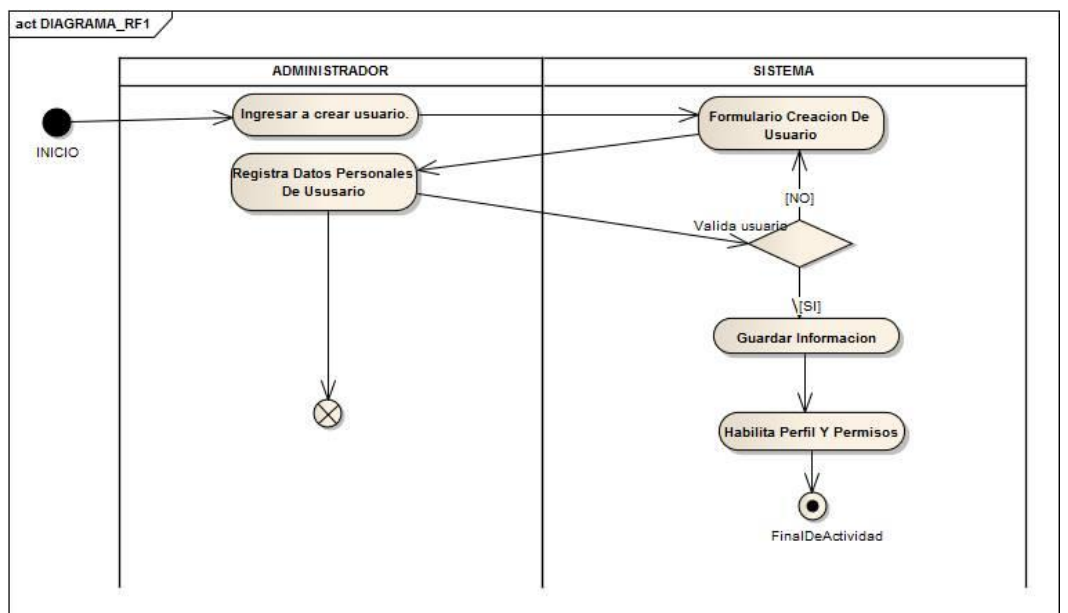 act DIAGRAMA_RF1
ADMINISTRADOR
SISTEMA
INICIO
Ingresar a crear usuario.
Formulario Creacion De
Usuario
Registra Datos Personales
De Ususario
[NO]
Valida usuario
[SI]
Guardar Informacion
Habilita Perfil Y Permisos
FinalDeActividad